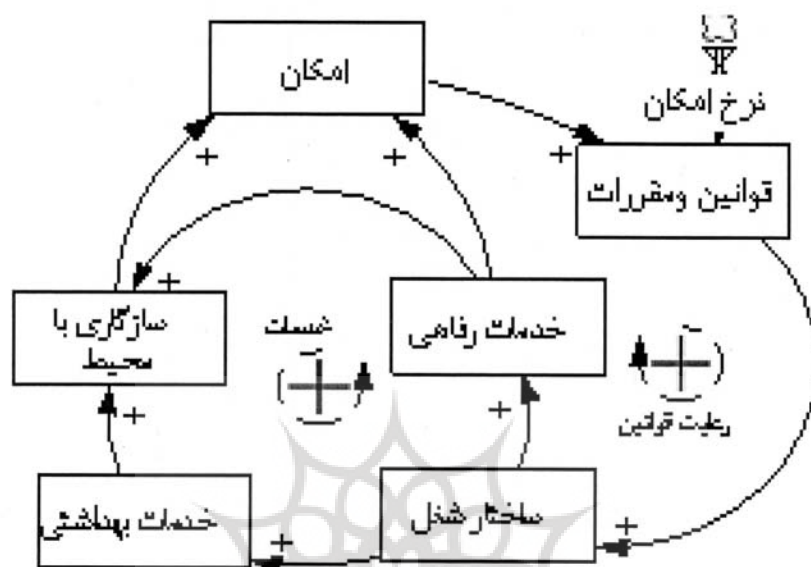 امکان
نرخ امکان
قوانین ومقررات
+
+
+
+
سازگاری با
محیط
خدمات رفاهی
رعایت قوانین
+
+
خدمات بهداشتی
ساختار شغل
+
+